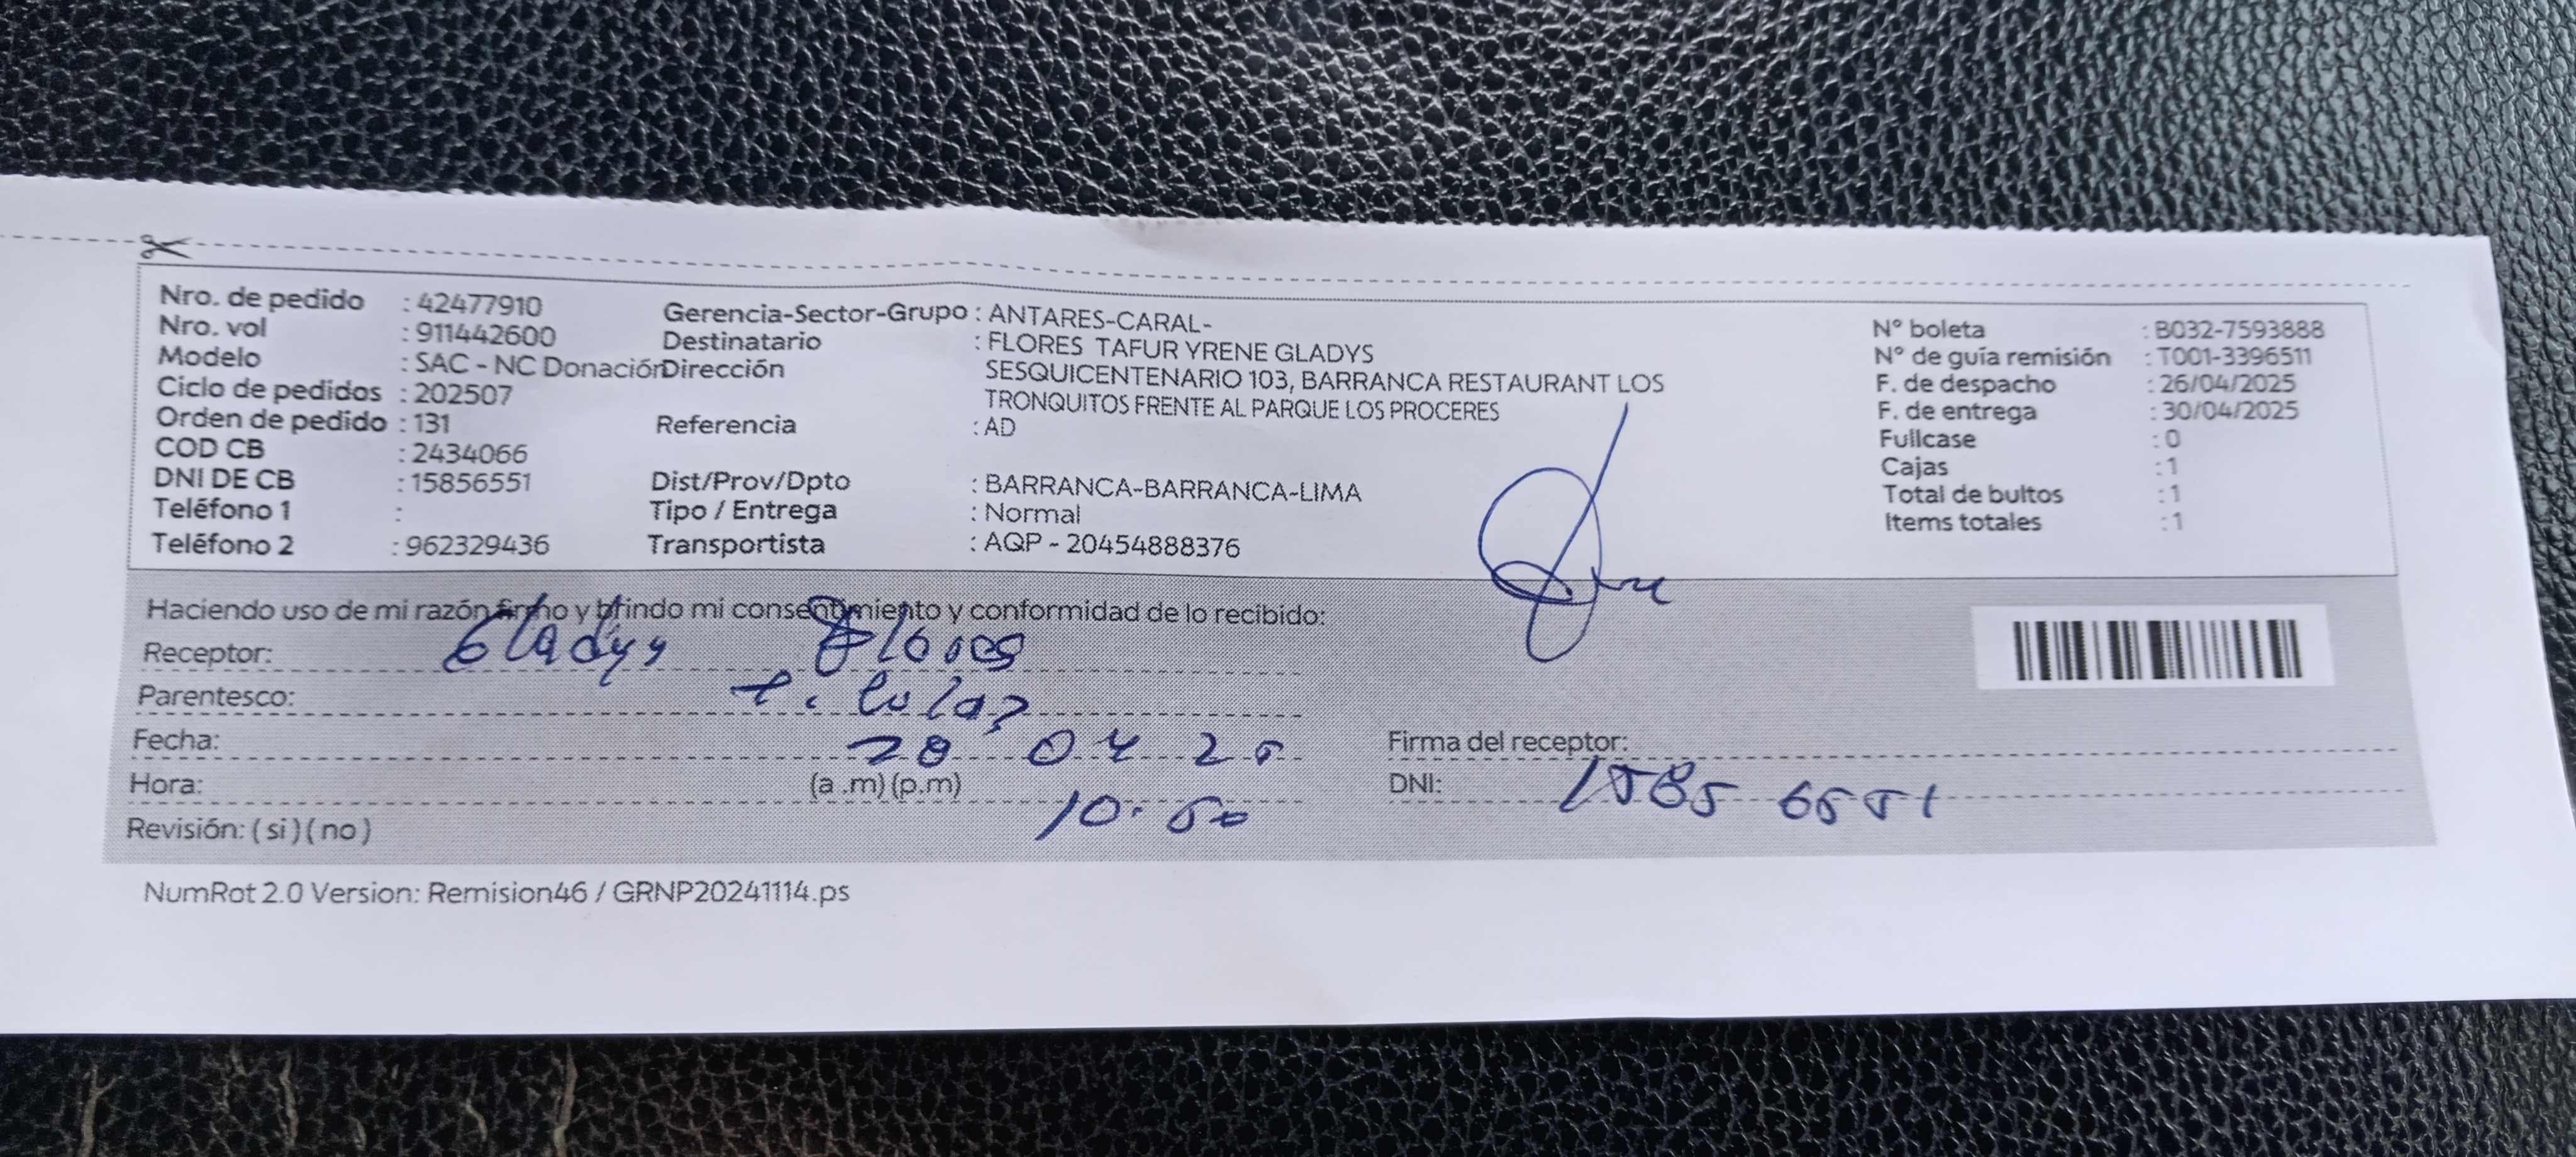 Nro. de pedido : 42477910
Nro. vol : 911442600
Modelo : SAC - NC Donación
Ciclo de pedidos : 202507
Orden de pedido : 131
COD CB : 2434066
DNI DE CB : 15856551
Teléfono 1 :
Teléfono 2 : 962329436
Gerencia-Sector-Grupo : ANTARES-CARAL-
Destinatario : FLORES TAFUR YRENE GLADYS
Dirección SESQUICENTENARIO 103, BARRANCA RESTAURANT LOS
TRONQUITOS FRENTE AL PARQUE LOS PROCERES
Referencia : AD
Dist/Prov/Dpto : BARRANCA-BARRANCA-LIMA
Tipo / Entrega : Normal
Transportista : AQP - 20454888376
N° boleta : B032-7593888
N° de guía remisión : T001-3396511
F. de despacho : 26/04/2025
F. de entrega : 30/04/2025
Fullcase : 0
Cajas : 1
Total de bultos : 1
Items totales : 1
Haciendo uso de mi razón firmo y brindo mi consentimiento y conformidad de lo recibido:
Receptor: Gladys Flores
Parentesco: titular
Fecha: 04
Hora: (a .m) (p.m) 10:50
Revisión: ( si ) ( no )
Firma del receptor:
DNI: 1585 6551
NumRot 2.0 Version: Remision46 / GRNP20241114.ps